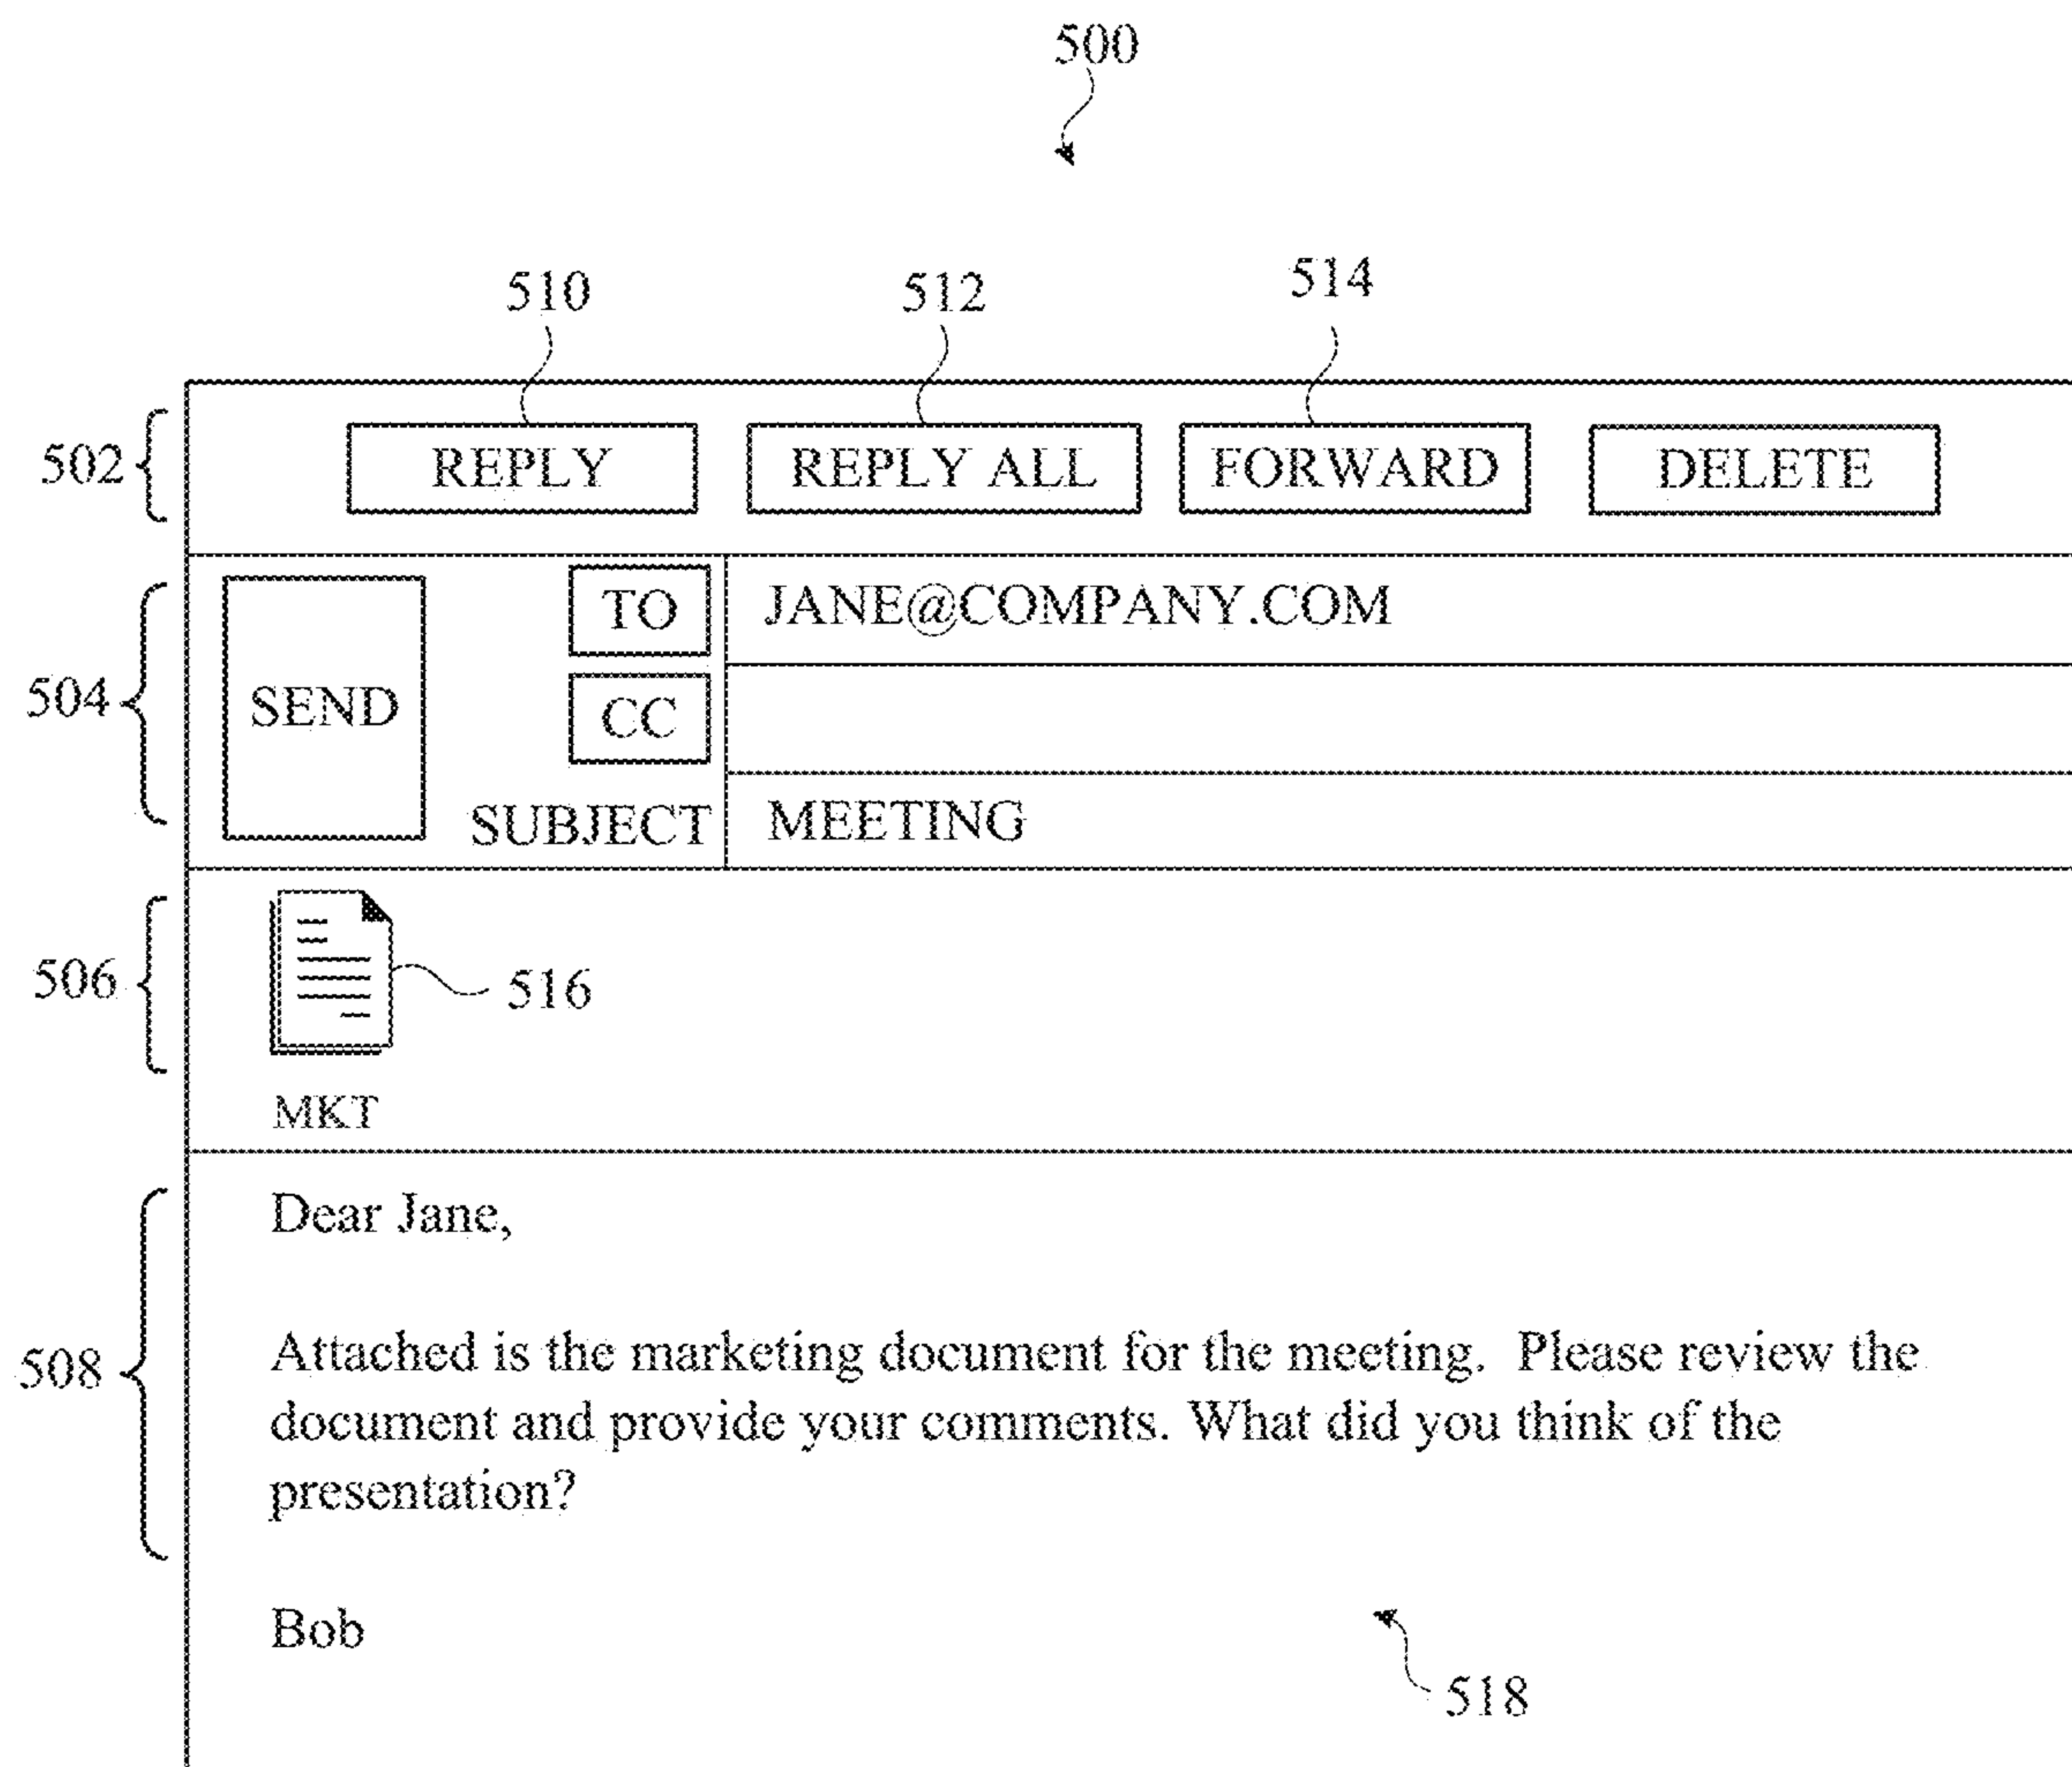 500
510 512 514
502 REPLY REPLY ALL FORWARD DELETE
TO JANE@COMPANY.COM
504 SEND CC
SUBJECT MEETING
506 516
MKT
Dear Jane,
Attached is the marketing document for the meeting. Please review the
508
document and provide your comments. What did you think of the
presentation?
Bob
518